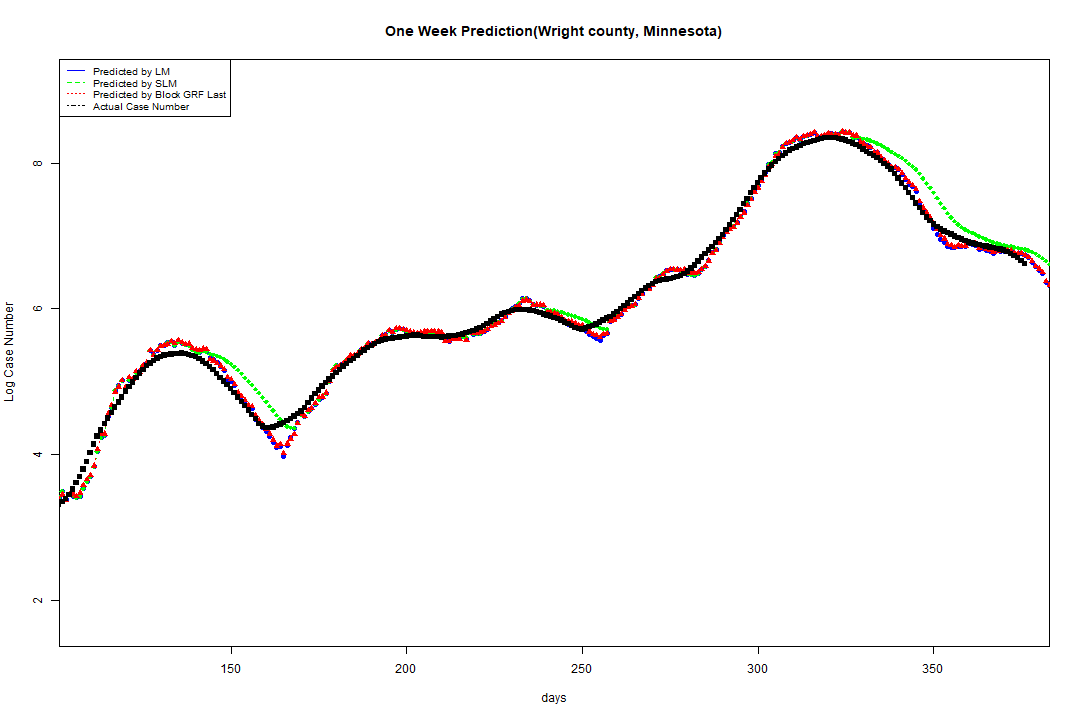 One Week Prediction(Wright county, Minnesota)
Predicted by LM
Predicted by SLM
Predicted by Block GRF Last
Actual Case Number
8
6
4
2
Log Case Number
150 200 250 300 350
days